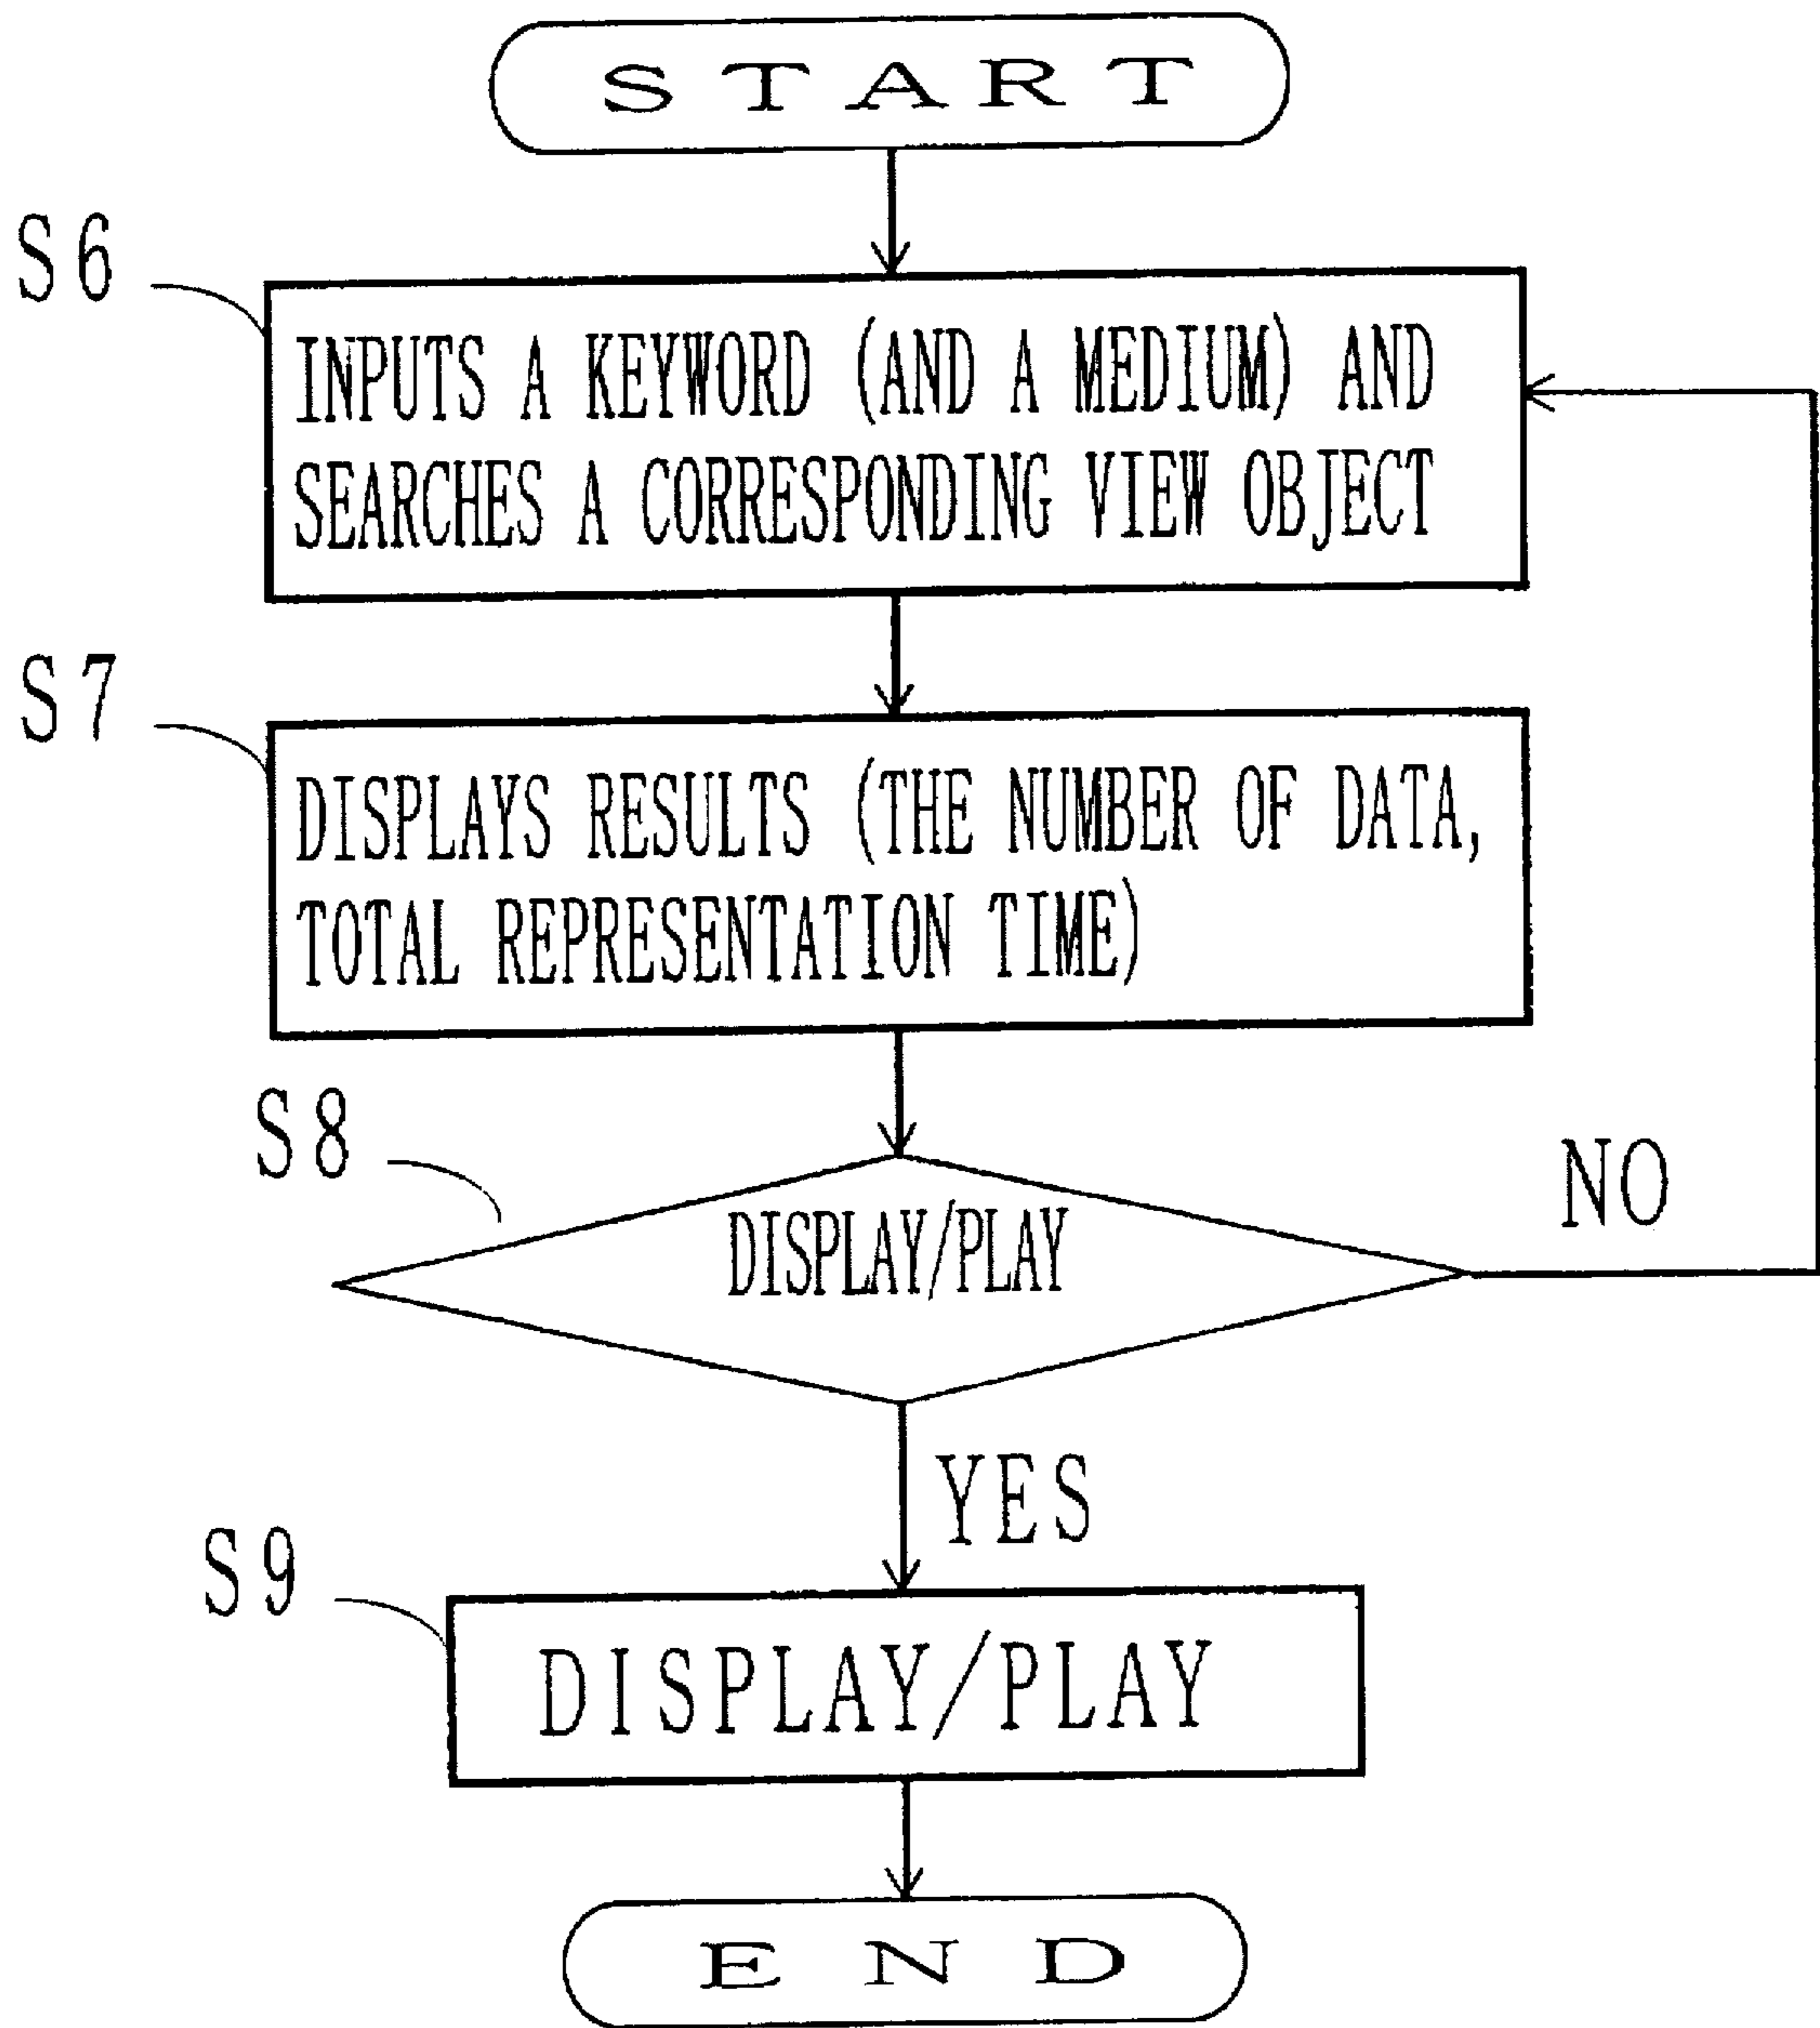 START
S6
INPUTS A KEYWORD (AND A MEDIUM) AND
SEARCHES A CORRESPONDING VIEW OBJECT
S7
DISPLAYS RESULTS (THE NUMBER OF DATA,
TOTAL REPRESENTATION TIME)
S8
DISPLAY/PLAY
NO
YES
S9
DISPLAY/PLAY
END